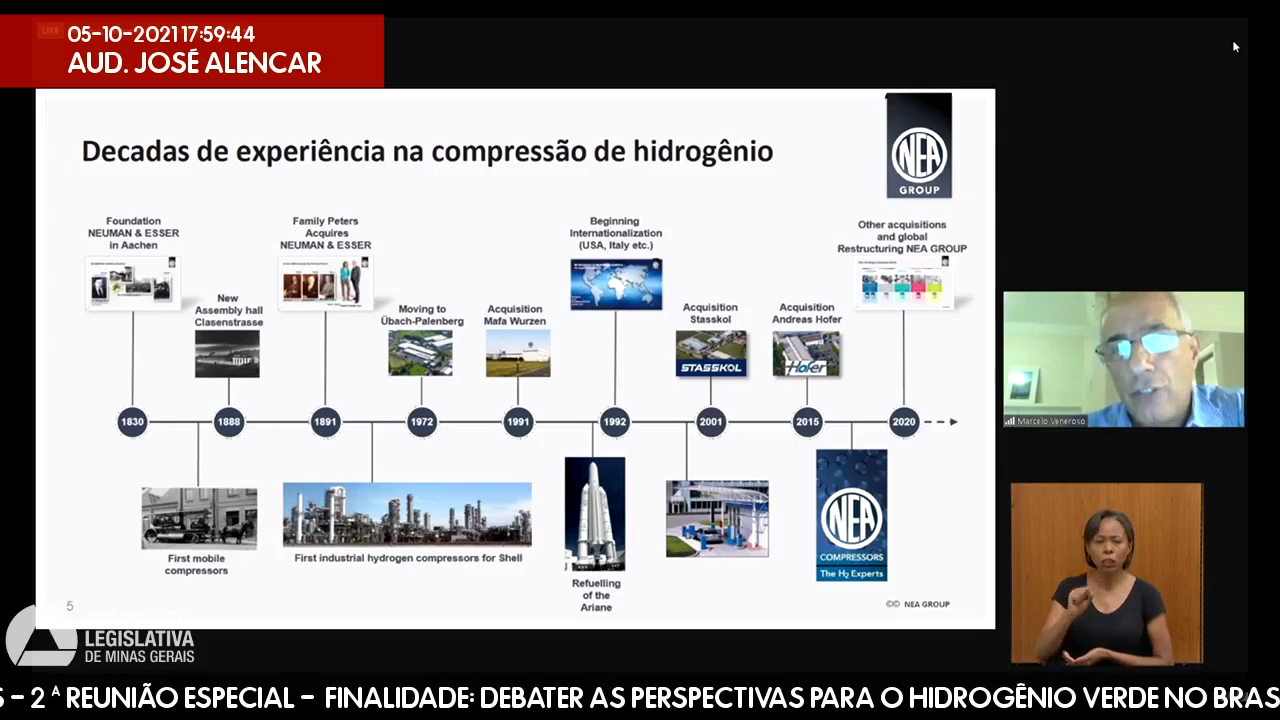 LIVE
05-10-2021 17:59:44
AUD. JOSÉ ALENCAR
Decadas de experiência na compressão de hidrogênio
NEA
GROUP
Foundation
NEUMAN & ESSER
in Aachen
New
Assembly hall
Clasenstrasse
Family Peters
Acquires
NEUMAN & ESSER
Moving to
Übach-Palenberg
Acquisition
Mafa Wurzen
Beginning
Internationalization
(USA, Italy etc.)
Acquisition
Stasskol
STASSKOL
Acquisition
Andreas Hofer
Hofer
Other acquisitions
and global
Restructuring NEA GROUP
1830
1888
1891
1972
1991
1992
2001
2015
2020
First mobile
compressors
First industrial hydrogen compressors for Shell
Refuelling
of the
Ariane
NEA
COMPRESSORS
The H2 Experts
5
©© NEA GROUP
Marcelo Veneroso
LEGISLATIVA
DE MINAS GERAIS
S - 2ª REUNIÃO ESPECIAL - FINALIDADE: DEBATER AS PERSPECTIVAS PARA O HIDROGÊNIO VERDE NO BRAS